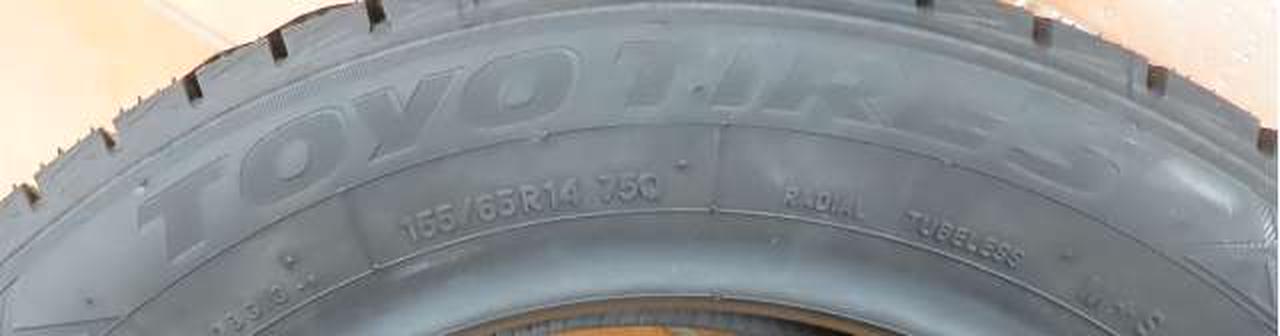 TOYO TIRES
155/65R14 75Q
RADIAL TUBELESS